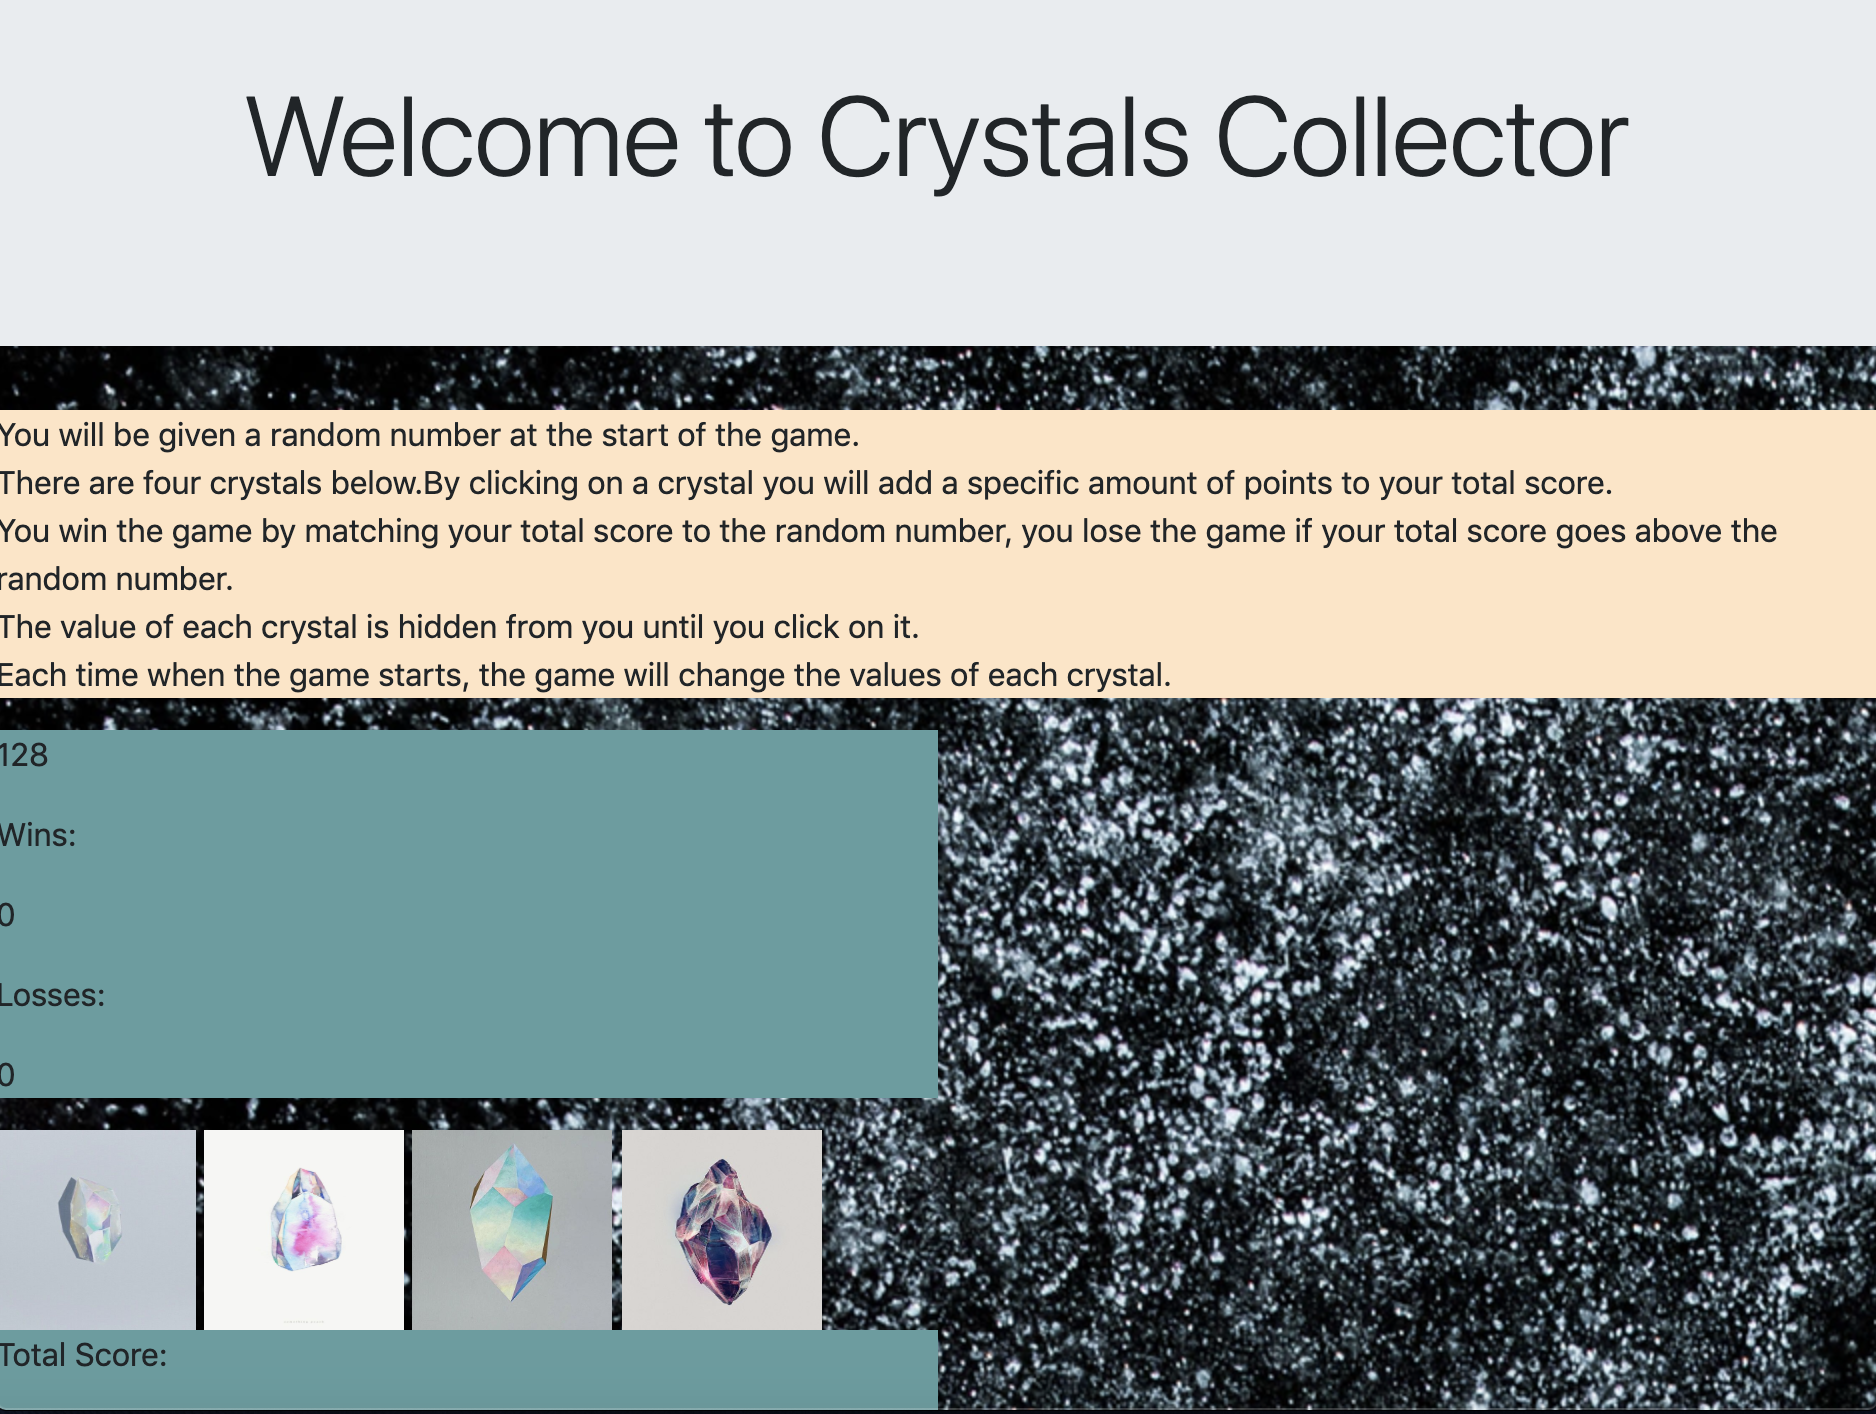 Welcome to Crystals Collector
You will be given a random number at the start of the game.
There are four crystals below.By clicking on a crystal you will add a specific amount of points to your total score.
You win the game by matching your total score to the random number, you lose the game if your total score goes above the
random number.
The value of each crystal is hidden from you until you click on it.
Each time when the game starts, the game will change the values of each crystal.
128
Wins:
0
Losses:
0
Total Score: